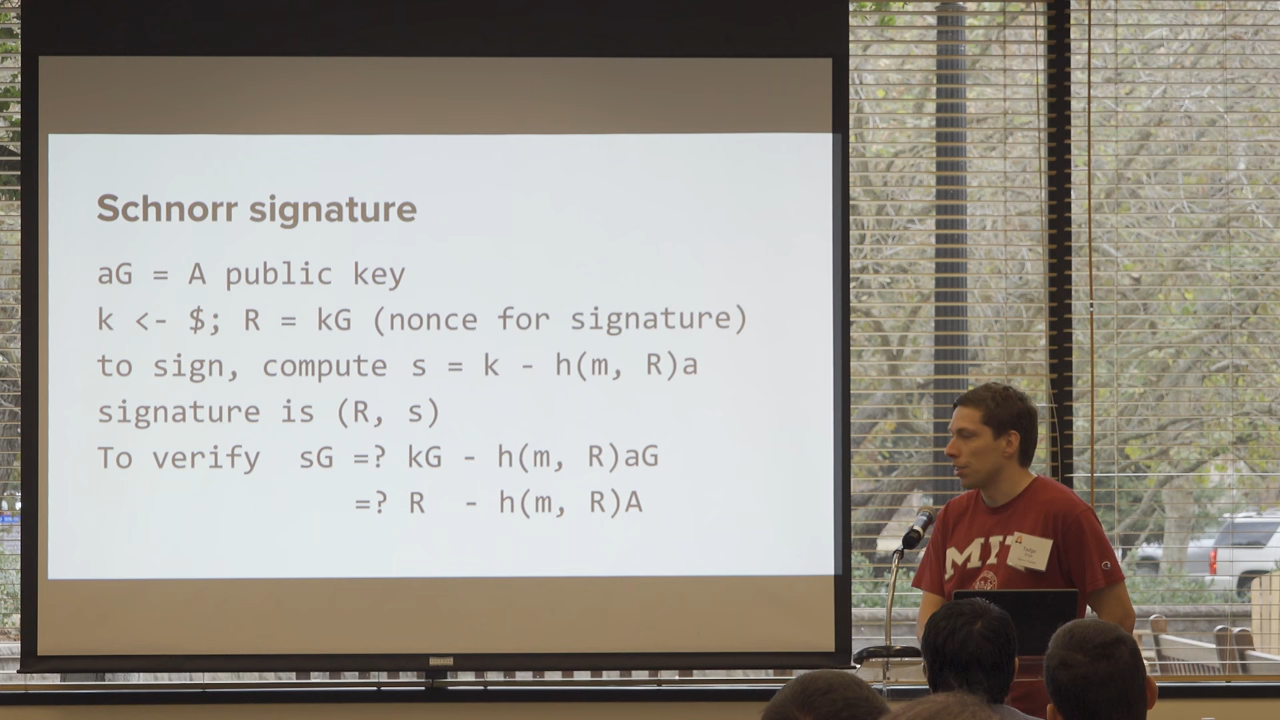 Schnorr signature
aG = A public key
k <- $; R = kG (nonce for signature)
to sign, compute s = k - h(m, R)a
signature is (R, s)
To verify sG =? kG - h(m, R)aG
=? R - h(m, R)A
MIT